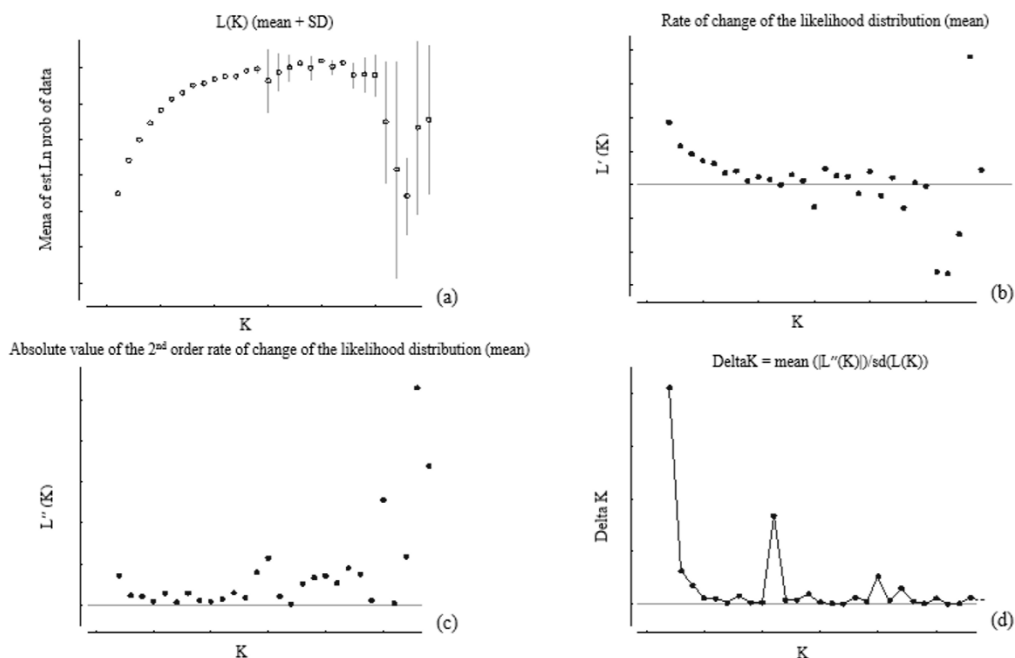 L(K) (mean + SD)
Mena of est.Ln prob of data
K
(a)
Rate of change of the likelihood distribution (mean)
L′ (K)
K
(b)
Absolute value of the 2nd order rate of change of the likelihood distribution (mean)
L″ (K)
K
(c)
DeltaK = mean (|L″(K)|)/sd(L(K))
Delta K
K
(d)